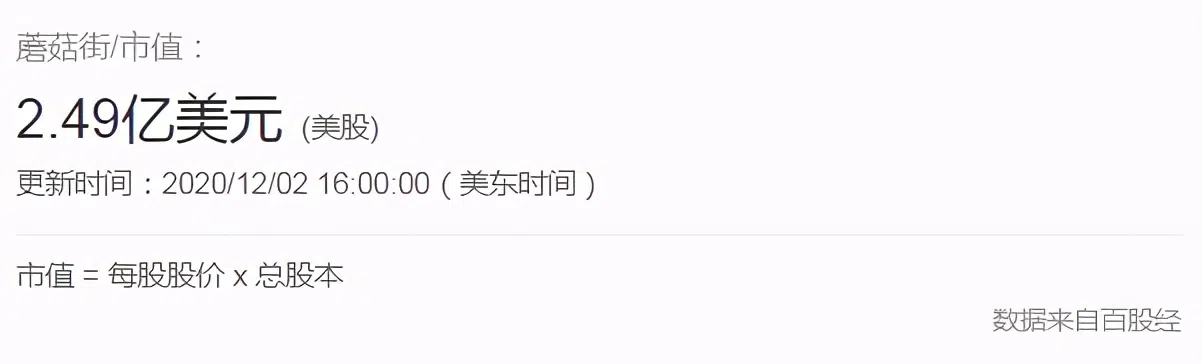 蘑菇街/市值：
2.49亿美元 (美股)
更新时间：2020/12/02 16:00:00（美东时间）
市值 = 每股股价 x 总股本
数据来自百股经